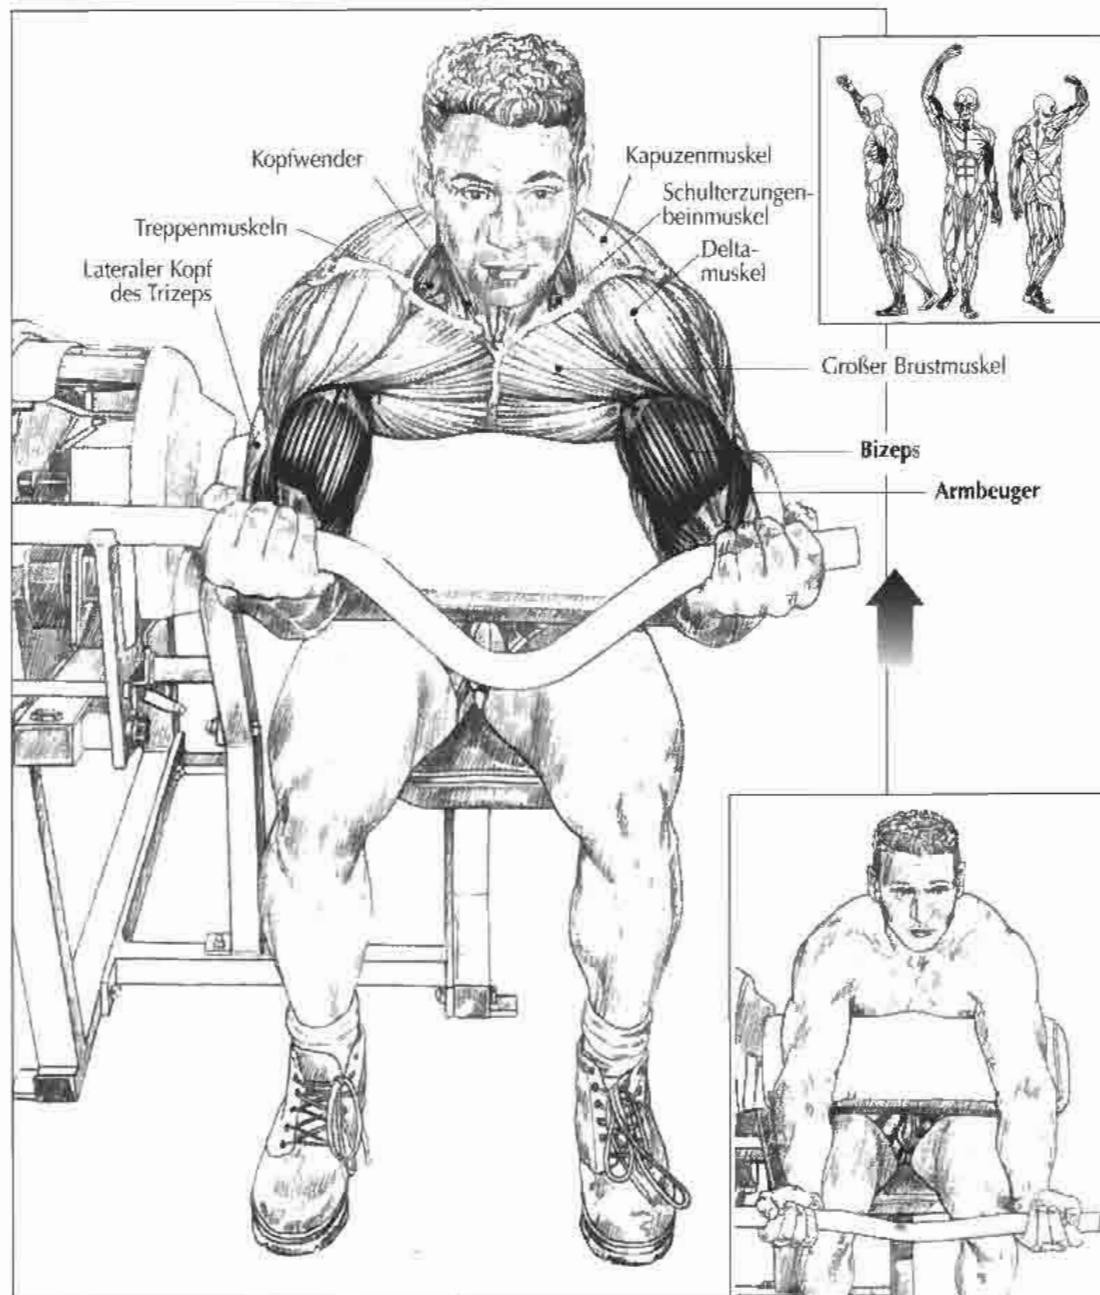 Kopfwender
Kapuzenmuskel
Schulterzungen-
beinmuskel
Treppenmuskeln
Delta-
muskel
Lateraler Kopf
des Trizeps
Großer Brustmuskel
Bizeps
Armbeuger